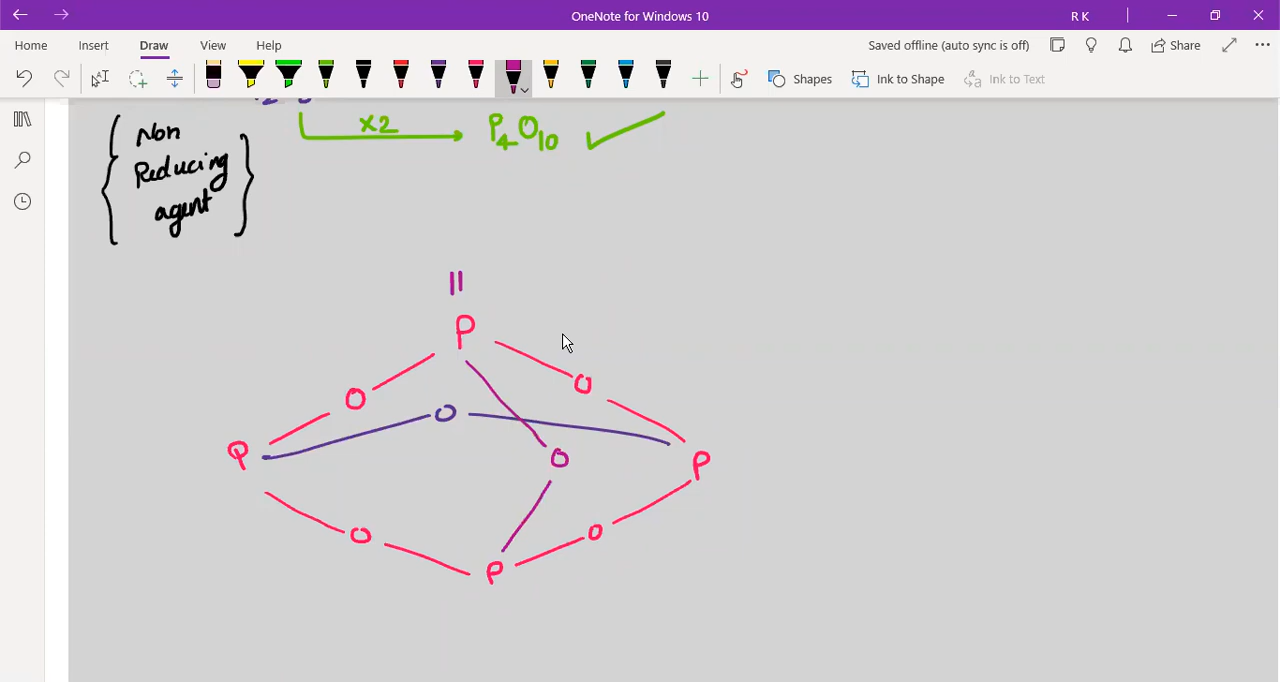 OneNote for Windows 10
R K
Home Insert Draw View Help
Saved offline (auto sync is off)
Share
Shapes
Ink to Shape
Ink to Text
x2
P4O10
Non
Reducing
agent
P
O
O
O
P
O
P
O
O
P